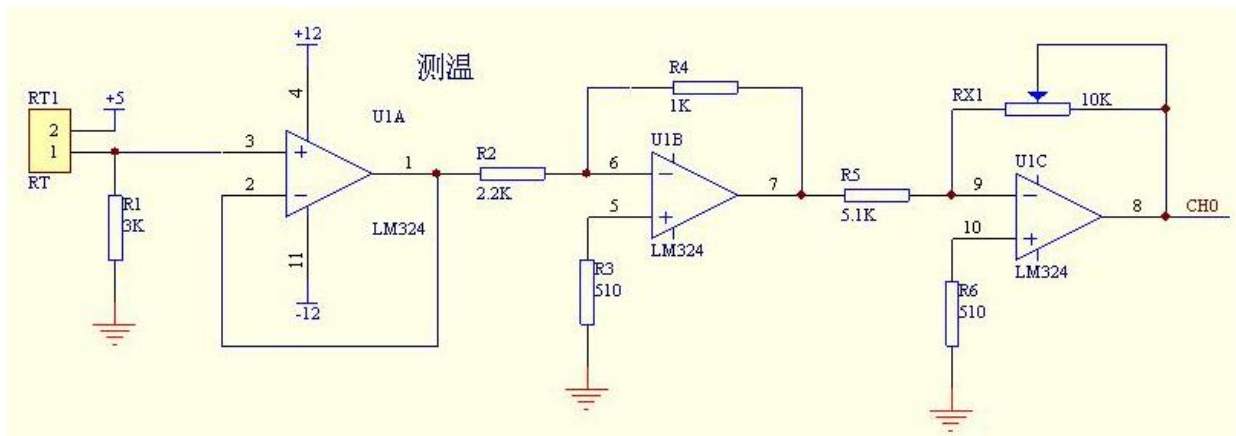 +12
测温
RT1
+5
2
1
RT
R1
3K
4
3
2
1
11
-12
U1A
LM324
R2
2.2K
R4
1K
U1B
6
5
7
LM324
R3
510
R5
5.1K
RX1
10K
U1C
9
10
8
CH0
LM324
R6
510